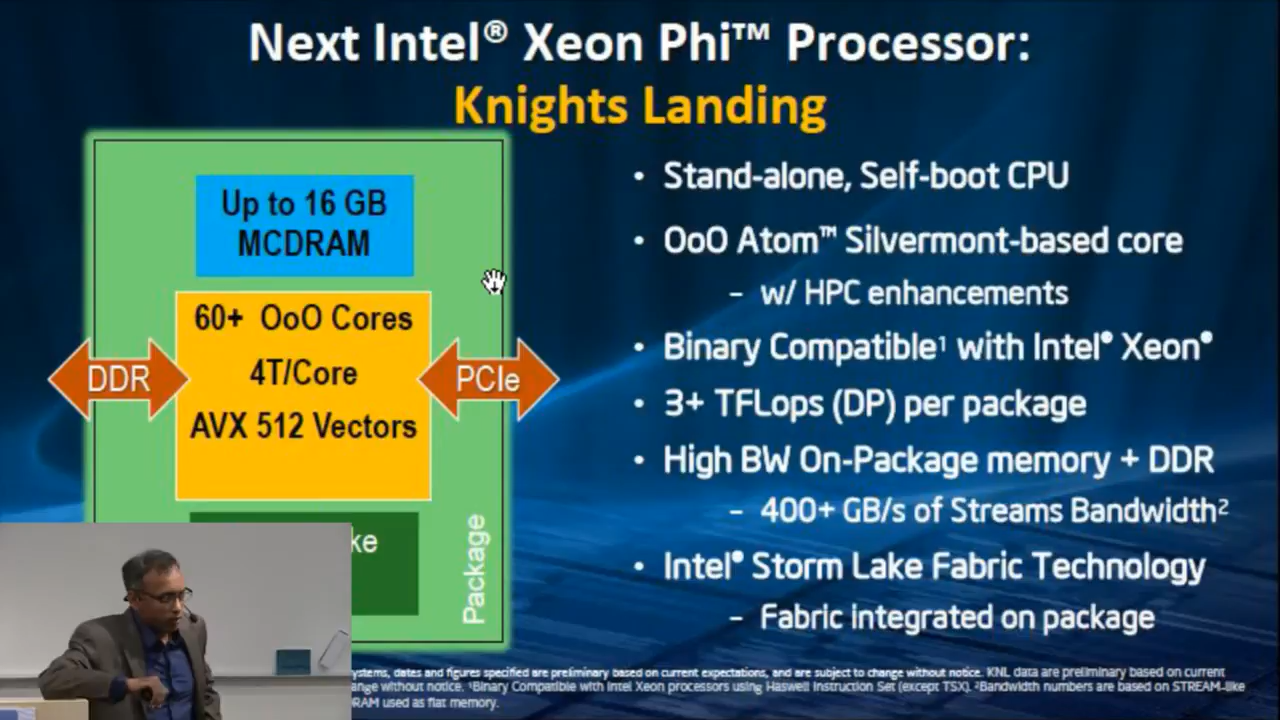 Next Intel® Xeon Phi™ Processor:
Knights Landing
Up to 16 GB
MCDRAM
60+ OoO Cores
4T/Core
AVX 512 Vectors
DDR
PCIe
ke
Package
• Stand-alone, Self-boot CPU
• OoO Atom™ Silvermont-based core
– w/ HPC enhancements
• Binary Compatible¹ with Intel® Xeon®
• 3+ TFLops (DP) per package
• High BW On-Package memory + DDR
– 400+ GB/s of Streams Bandwidth²
• Intel® Storm Lake Fabric Technology
– Fabric integrated on package
ystems, dates and figures specified are preliminary based on current expectations, and are subject to change without notice. KNL data are preliminary based on current
ange without notice. ¹Binary Compatible with Intel Xeon processors using Haswell Instruction Set (except TSX). ²Bandwidth numbers are based on STREAM-like
RAM used as flat memory.